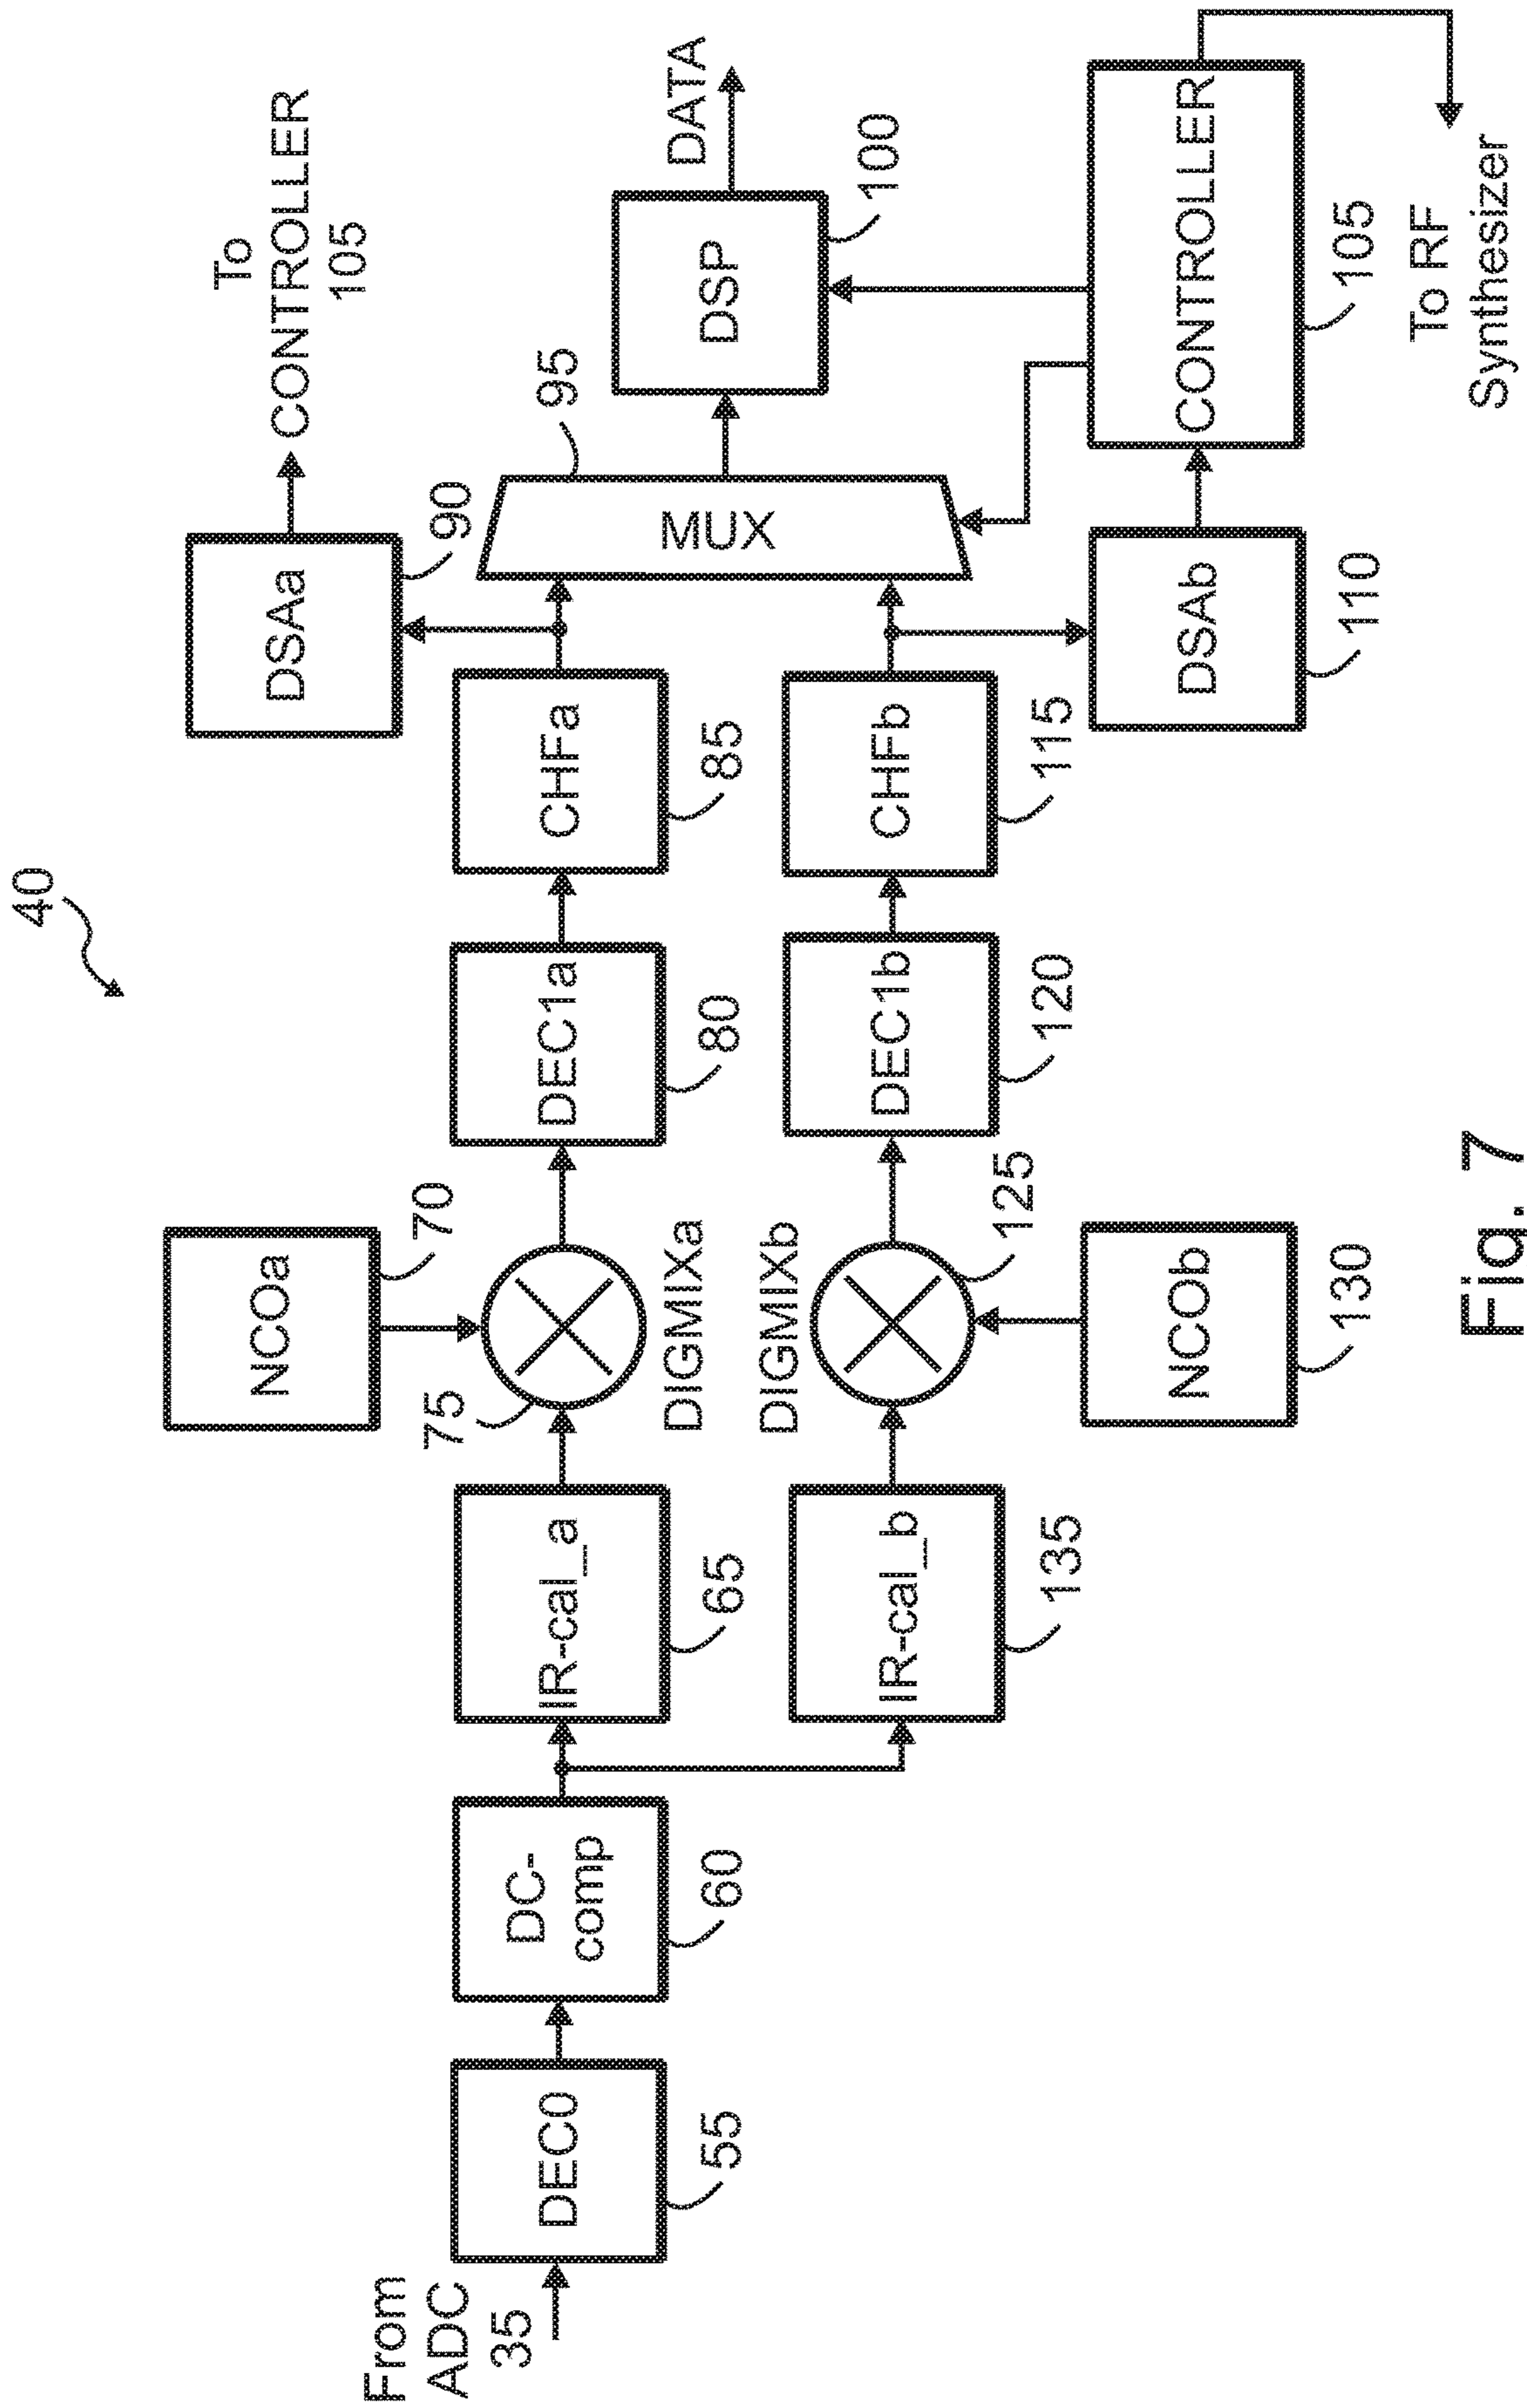 40
To
CONTROLLER
105
DSAa
90
NCOa
70
75
DIGMIXa
From
ADC
35
DEC0
55
DC-
comp
60
IR-cal_a
65
DEC1a
80
CHFa
85
MUX
95
DSP
100
DATA
IR-cal_b
135
DIGMIXb
125
NCOb
130
DEC1b
120
CHFb
115
DSAb
110
CONTROLLER
105
To RF
Synthesizer
Fig. 7